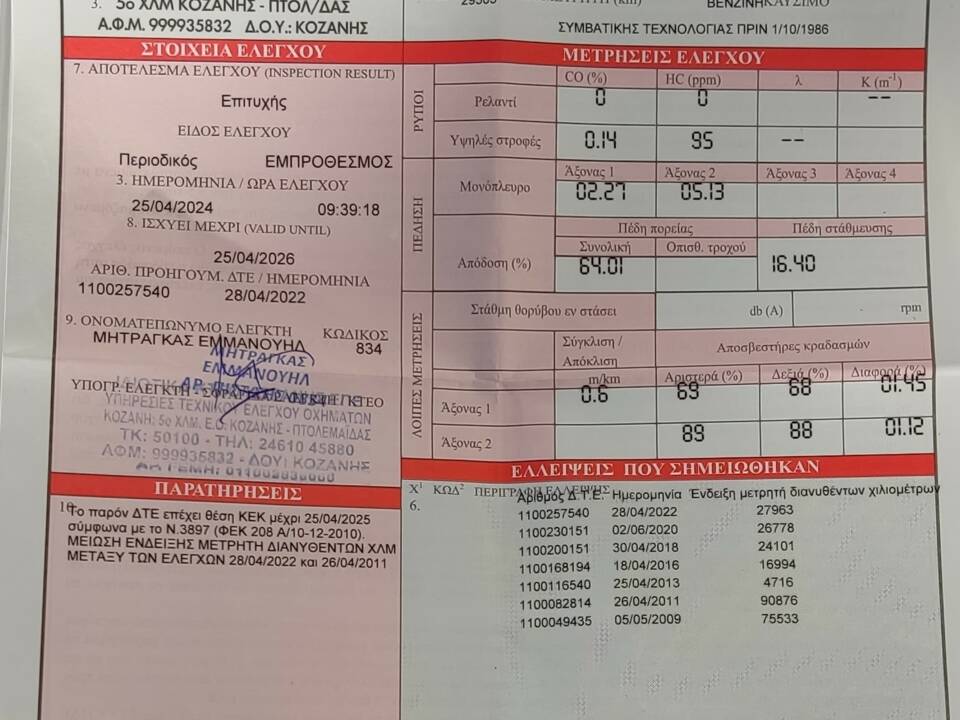 3. 5ο ΧΛΜ ΚΟΖΑΝΗΣ - ΠΤΟΛ/ΔΑΣ
Α.Φ.Μ. 999935832 Δ.Ο.Υ.: ΚΟΖΑΝΗΣ
(km)
ΒΕΝΖΙΝΗ
ΣΥΜΒΑΤΙΚΗΣ ΤΕΧΝΟΛΟΓΙΑΣ ΠΡΙΝ 1/10/1986
ΣΤΟΙΧΕΙΑ ΕΛΕΓΧΟΥ
7. ΑΠΟΤΕΛΕΣΜΑ ΕΛΕΓΧΟΥ (INSPECTION RESULT)
Επιτυχής
ΕΙΔΟΣ ΕΛΕΓΧΟΥ
Περιοδικός ΕΜΠΡΟΘΕΣΜΟΣ
3. ΗΜΕΡΟΜΗΝΙΑ / ΩΡΑ ΕΛΕΓΧΟΥ
25/04/2024 09:39:18
8. ΙΣΧΥΕΙ ΜΕΧΡΙ (VALID UNTIL)
25/04/2026
ΑΡΙΘ. ΠΡΟΗΓΟΥΜ. ΔΤΕ / ΗΜΕΡΟΜΗΝΙΑ
1100257540 28/04/2022
9. ΟΝΟΜΑΤΕΠΩΝΥΜΟ ΕΛΕΓΚΤΗ ΚΩΔΙΚΟΣ
ΜΗΤΡΑΓΚΑΣ ΕΜΜΑΝΟΥΗΛ 834
ΜΗΤΡΑΓΚΑΣ
ΕΜΜΑΝΟΥΗΛ
ΥΠΟΓΡ. ΕΛΕΓΚΤΗ - ΣΦΡΑΓΙΔΑ ΚΤΕΟ
ΥΠΗΡΕΣΙΕΣ ΤΕΧΝΙΚΟΥ ΕΛΕΓΧΟΥ ΟΧΗΜΑΤΩΝ
ΚΟΖΑΝΗ: 5ο ΧΛΜ. Ε.Ο. ΚΟΖΑΝΗΣ - ΠΤΟΛΕΜΑΪΔΑΣ
ΤΚ: 50100 - ΤΗΛ: 24610 45880
ΑΦΜ: 999935832 - ΔΟΥ: ΚΟΖΑΝΗΣ
ΜΕΤΡΗΣΕΙΣ ΕΛΕΓΧΟΥ
ΡΥΠΟΙ
CO (%) HC (ppm) λ K (m⁻¹)
Ρελαντί 0 0 --
Υψηλές στροφές 0.14 95 --
ΠΕΔΗΣΗ
Άξονας 1 Άξονας 2 Άξονας 3 Άξονας 4
Μονόπλευρο 02.27 05.13
Πέδη πορείας Πέδη στάθμευσης
Συνολική Οπισθ. τροχού
Απόδοση (%) 64.01 16.40
ΛΟΙΠΕΣ ΜΕΤΡΗΣΕΙΣ
Στάθμη θορύβου εν στάσει db (A) rpm
Σύγκλιση / Απόκλιση Αποσβεστήρες κραδασμών
m/km Αριστερά (%) Δεξιά (%) Διαφορά (%)
Άξονας 1 0.6 69 68 01.45
Άξονας 2 89 88 01.12
ΠΑΡΑΤΗΡΗΣΕΙΣ
Το παρόν ΔΤΕ επέχει θέση ΚΕΚ μέχρι 25/04/2025
σύμφωνα με το Ν.3897 (ΦΕΚ 208 Α/10-12-2010).
ΜΕΙΩΣΗ ΕΝΔΕΙΞΗΣ ΜΕΤΡΗΤΗ ΔΙΑΝΥΘΕΝΤΩΝ ΧΛΜ
ΜΕΤΑΞΥ ΤΩΝ ΕΛΕΓΧΩΝ 28/04/2022 και 26/04/2011
ΕΛΛΕΙΨΕΙΣ ΠΟΥ ΣΗΜΕΙΩΘΗΚΑΝ
Χ¹ ΚΩΔ² ΠΕΡΙΓΡΑΦΗ ΕΛΛΕΙΨΗΣ
6. Αριθμός Δ.Τ.Ε. Ημερομηνία Ένδειξη μετρητή διανυθέντων χιλιομέτρων
1100257540 28/04/2022 27963
1100230151 02/06/2020 26778
1100200151 30/04/2018 24101
1100168194 18/04/2016 16994
1100116540 25/04/2013 4716
1100082814 26/04/2011 90876
1100049435 05/05/2009 75533